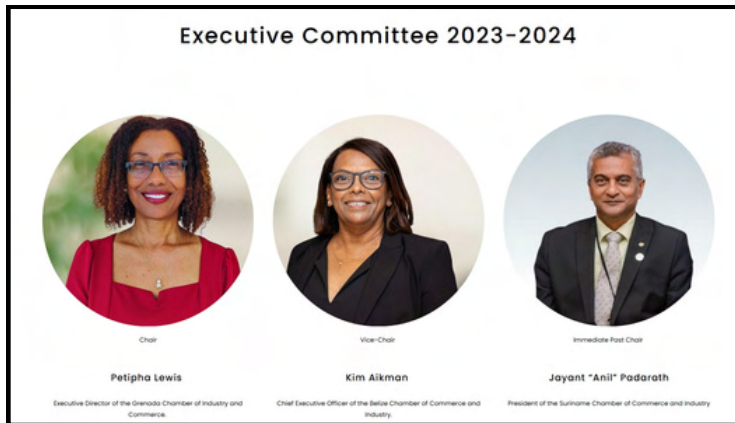 Executive Committee 2023-2024
Chair
Petipha Lewis
Executive Director of the Grenada Chamber of Industry and
Commerce.
Vice-Chair
Kim Aikman
Chief Executive Officer of the Belize Chamber of Commerce and
Industry.
Immediate Past Chair
Jayant "Anil" Padarath
President of the Suriname Chamber of Commerce and Industry